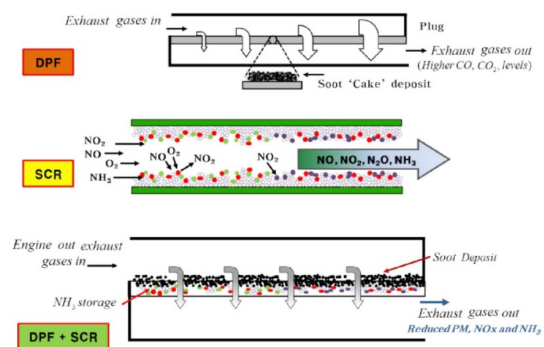 Exhaust gases in
Plug
DPF
Exhaust gases out
(Higher CO, CO2, levels)
Soot 'Cake' deposit
NO2
NO
O2
NH3
NO
O2
NO2
NO2
NO, NO2, N2O, NH3
SCR
Engine out exhaust
gases in
Soot Deposit
NH3 storage
Exhaust gases out
Reduced PM, NOx and NH3
DPF + SCR